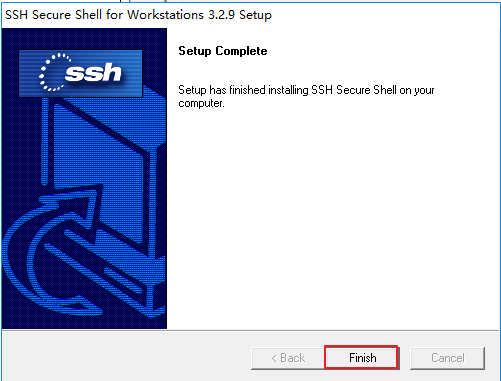 SSH Secure Shell for Workstations 3.2.9 Setup
ssh
Setup Complete
Setup has finished installing SSH Secure Shell on your
computer.
< Back
Finish
Cancel